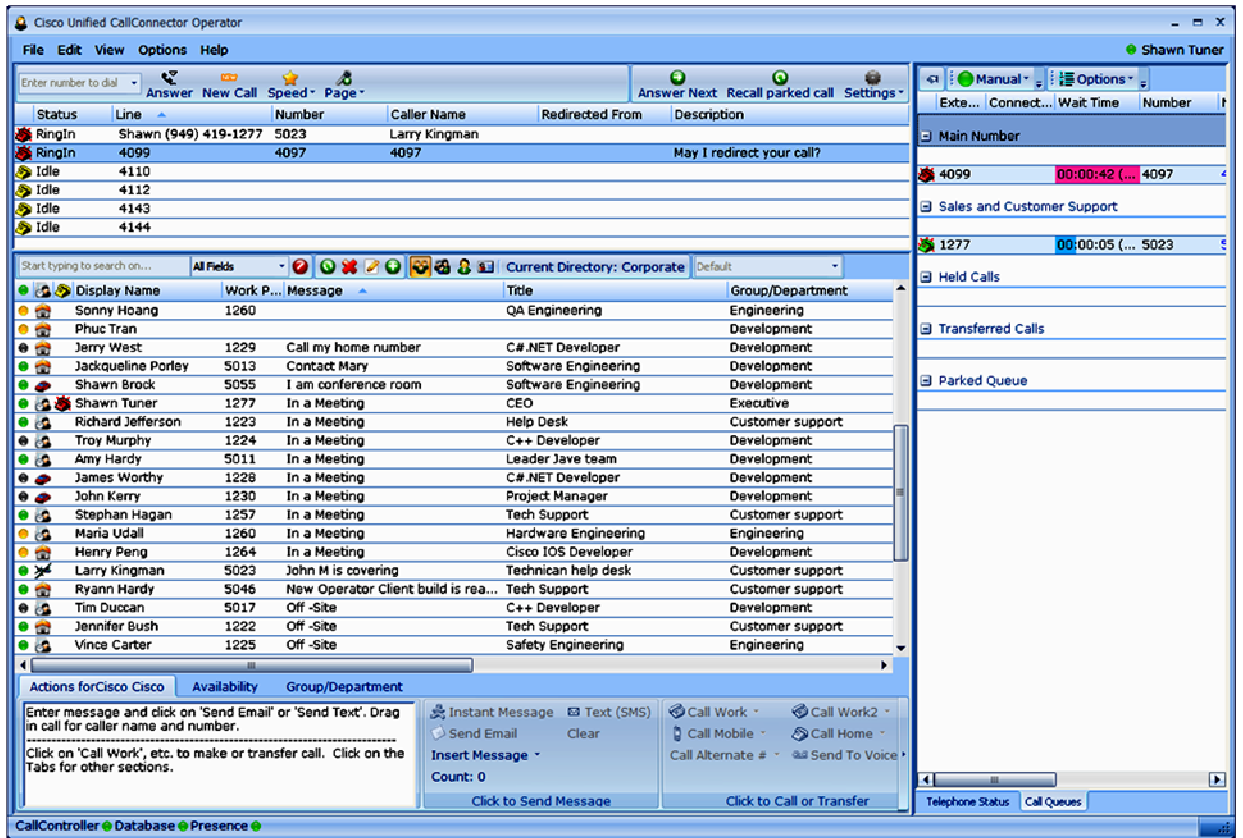 Cisco Unified CallConnector Operator
File Edit View Options Help
Shawn Tuner
Enter number to dial Answer New Call Speed Page Answer Next Recall parked call Settings
Status Line Number Caller Name Redirected From Description
RingIn Shawn (949) 419-1277 5023 Larry Kingman
RingIn 4099 4097 4097 May I redirect your call?
Idle 4110
Idle 4112
Idle 4143
Idle 4144
Start typing to search on... All Fields Current Directory: Corporate Default
Display Name Work P... Message Title Group/Department
Sonny Hoang 1260 QA Engineering Engineering
Phuc Tran Development
Jerry West 1229 Call my home number C#.NET Developer Development
Jackqueline Porley 5013 Contact Mary Software Engineering Development
Shawn Brock 5055 I am conference room Software Engineering Development
Shawn Tuner 1277 In a Meeting CEO Executive
Richard Jefferson 1223 In a Meeting Help Desk Customer support
Troy Murphy 1224 In a Meeting C++ Developer Development
Amy Hardy 5011 In a Meeting Leader Jave team Development
James Worthy 1228 In a Meeting C#.NET Developer Development
John Kerry 1230 In a Meeting Project Manager Development
Stephan Hagan 1257 In a Meeting Tech Support Customer support
Maria Udall 1260 In a Meeting Hardware Engineering Engineering
Henry Peng 1264 In a Meeting Cisco IOS Developer Development
Larry Kingman 5023 John M is covering Technican help desk Customer support
Ryann Hardy 5046 New Operator Client build is rea... Tech Support Customer support
Tim Duccan 5017 Off -Site C++ Developer Development
Jennifer Bush 1222 Off -Site Tech Support Customer support
Vince Carter 1225 Off -Site Safety Engineering Engineering
Actions forCisco Cisco Availability Group/Department
Enter message and click on 'Send Email' or 'Send Text'. Drag
in call for caller name and number.
Click on 'Call Work', etc. to make or transfer call. Click on the
Tabs for other sections.
Instant Message Text (SMS)
Send Email Clear
Insert Message
Count: 0
Click to Send Message
Call Work Call Work2
Call Mobile Call Home
Call Alternate # Send To Voice
Click to Call or Transfer
Manual Options
Exte... Connect... Wait Time Number
Main Number
4099 00:00:42 (... 4097
Sales and Customer Support
1277 00:00:05 (... 5023
Held Calls
Transferred Calls
Parked Queue
Telephone Status Call Queues
CallController Database Presence